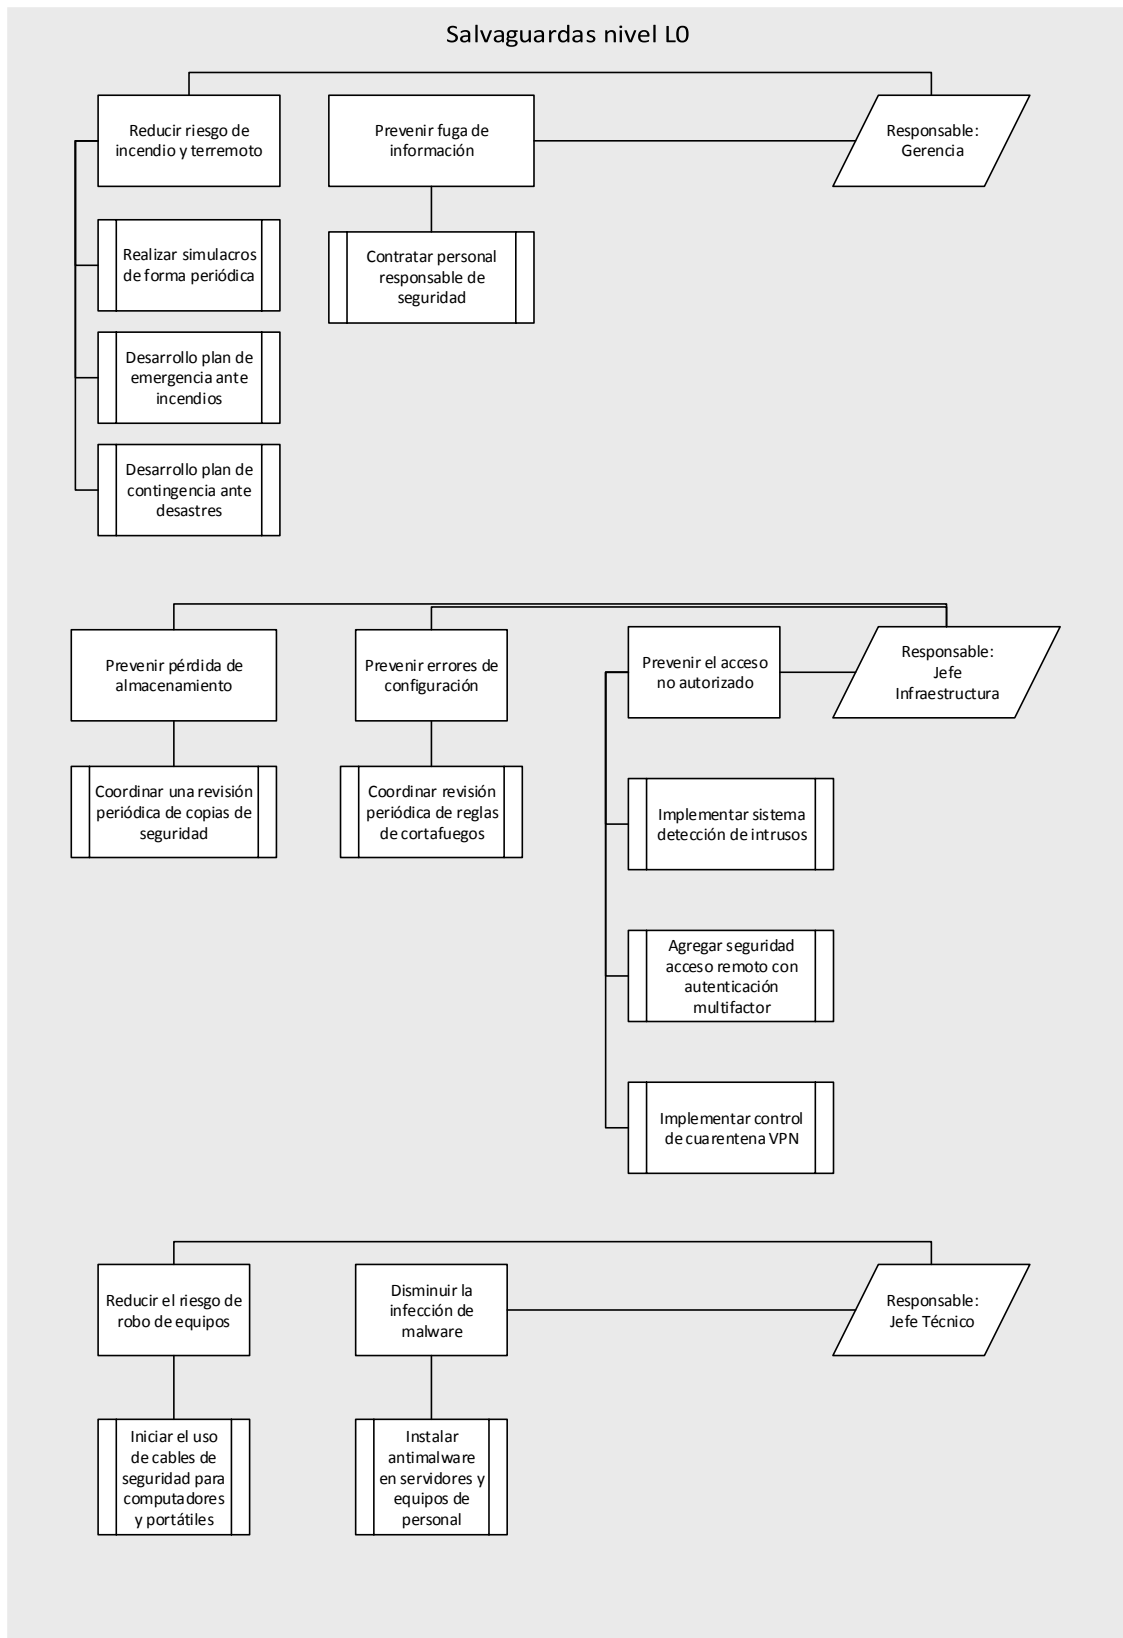 Salvaguardas nivel L0
Reducir riesgo de
incendio y terremoto
Prevenir fuga de
información
Responsable:
Gerencia
Realizar simulacros
de forma periódica
Contratar personal
responsable de
seguridad
Desarrollo plan de
emergencia ante
incendios
Desarrollo plan de
contingencia ante
desastres
Prevenir pérdida de
almacenamiento
Prevenir errores de
configuración
Prevenir el acceso
no autorizado
Responsable:
Jefe
Infraestructura
Coordinar una revisión
periódica de copias de
seguridad
Coordinar revisión
periódica de reglas
de cortafuegos
Implementar sistema
detección de intrusos
Agregar seguridad
acceso remoto con
autenticación
multifactor
Implementar control
de cuarentena VPN
Reducir el riesgo de
robo de equipos
Disminuir la
infección de
malware
Responsable:
Jefe Técnico
Iniciar el uso
de cables de
seguridad para
computadores
y portátiles
Instalar
antimalware
en servidores y
equipos de
personal